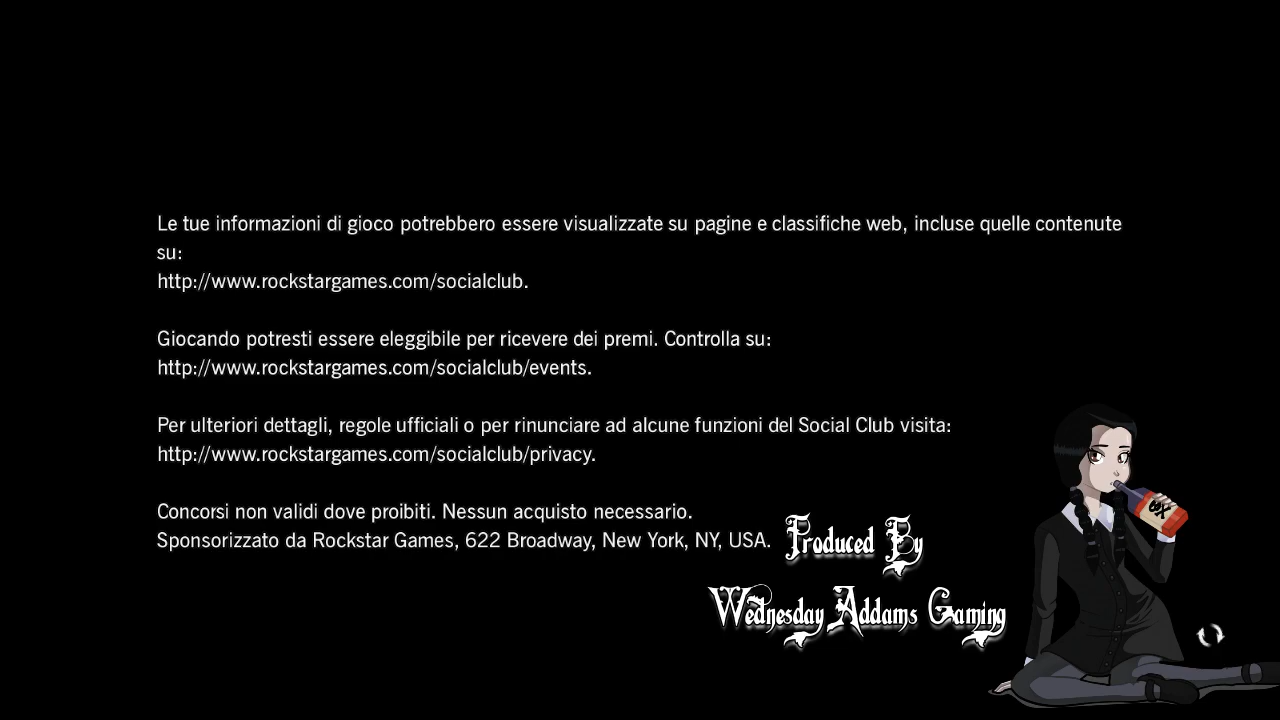 Le tue informazioni di gioco potrebbero essere visualizzate su pagine e classifiche web, incluse quelle contenute
su:
http://www.rockstargames.com/socialclub.
Giocando potresti essere eleggibile per ricevere dei premi. Controlla su:
http://www.rockstargames.com/socialclub/events.
Per ulteriori dettagli, regole ufficiali o per rinunciare ad alcune funzioni del Social Club visita:
http://www.rockstargames.com/socialclub/privacy.
Concorsi non validi dove proibiti. Nessun acquisto necessario.
Sponsorizzato da Rockstar Games, 622 Broadway, New York, NY, USA.
Produced By
Wednesday Addams Gaming